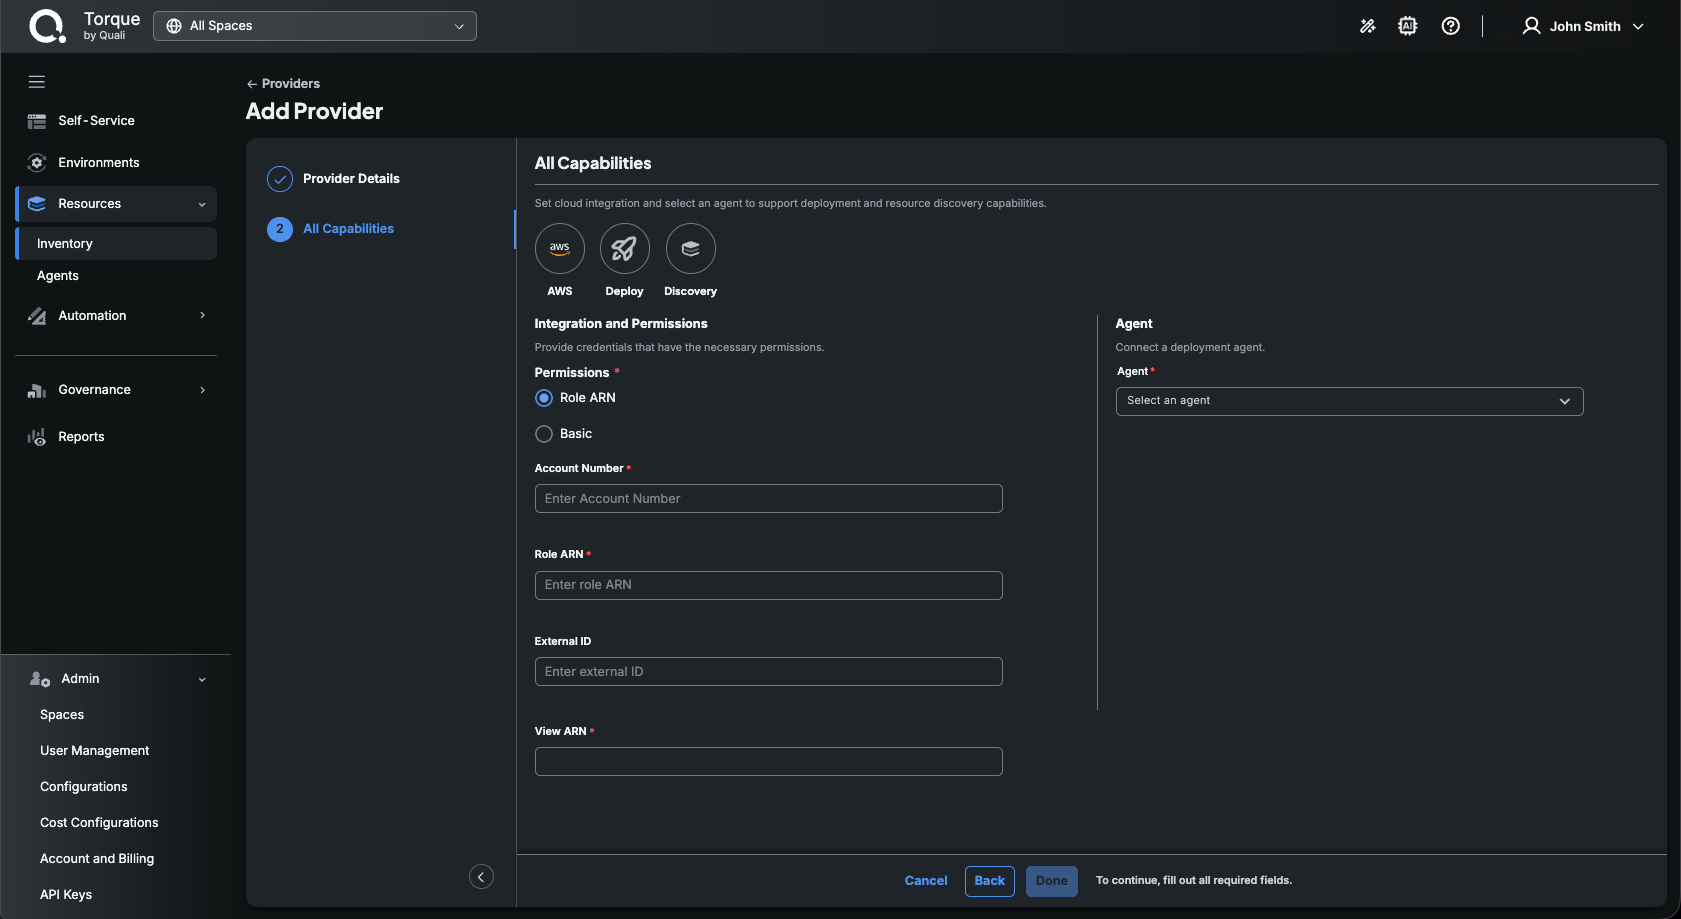 Torque
by Quali
All Spaces
AI
John Smith
Self-Service
Environments
Resources
Inventory
Agents
Automation
Governance
Reports
Admin
Spaces
User Management
Configurations
Cost Configurations
Account and Billing
API Keys
← Providers
Add Provider
Provider Details
2 All Capabilities
All Capabilities
Set cloud integration and select an agent to support deployment and resource discovery capabilities.
aws
AWS Deploy Discovery
Integration and Permissions
Provide credentials that have the necessary permissions.
Permissions *
Role ARN
Basic
Account Number *
Enter Account Number
Role ARN *
Enter role ARN
External ID
Enter external ID
View ARN *
Agent
Connect a deployment agent.
Agent *
Select an agent
Cancel Back Done To continue, fill out all required fields.